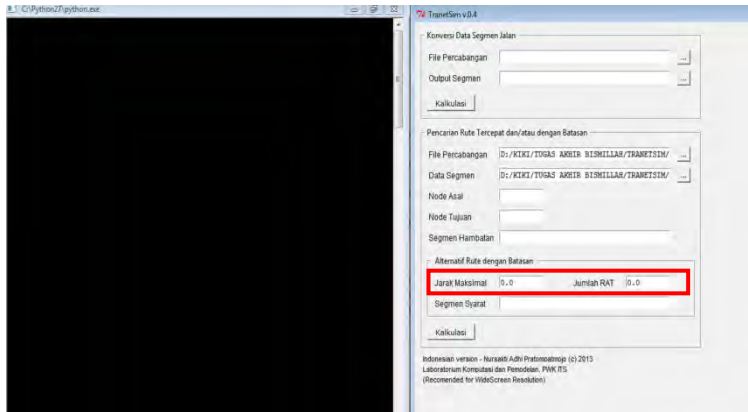 C:\Python27\python.exe
TranetSim v.0.4
Konversi Data Segmen Jalan
File Percabangan ...
Output Segmen ...
Kalkulasi
Pencarian Rute Tercepat dan/atau dengan Batasan
File Percabangan D:/KIKI/TUGAS AKHIR BISMILLAH/TRANETSIM/ ...
Data Segmen D:/KIKI/TUGAS AKHIR BISMILLAH/TRANETSIM/ ...
Node Asal
Node Tujuan
Segmen Hambatan
Alternatif Rute dengan Batasan
Jarak Maksimal 0.0 Jumlah RAT 0.0
Segmen Syarat
Kalkulasi
Indonesian version - Nursakti Adhi Pratomoatmojo (c) 2013
Laboratorium Komputasi dan Pemodelan, PWK ITS
(Recomended for WideScreen Resolution)